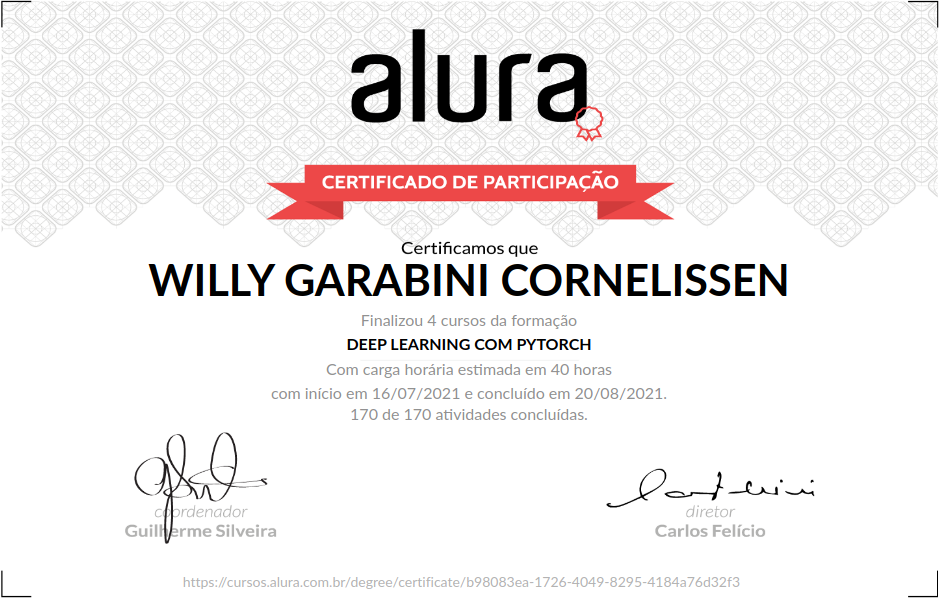 alura
CERTIFICADO DE PARTICIPAÇÃO
Certificamos que
WILLY GARABINI CORNELISSEN
Finalizou 4 cursos da formação
DEEP LEARNING COM PYTORCH
Com carga horária estimada em 40 horas
com início em 16/07/2021 e concluído em 20/08/2021.
170 de 170 atividades concluídas.
coordenador
Guilherme Silveira
diretor
Carlos Felício
https://cursos.alura.com.br/degree/certificate/b98083ea-1726-4049-8295-4184a76d32f3